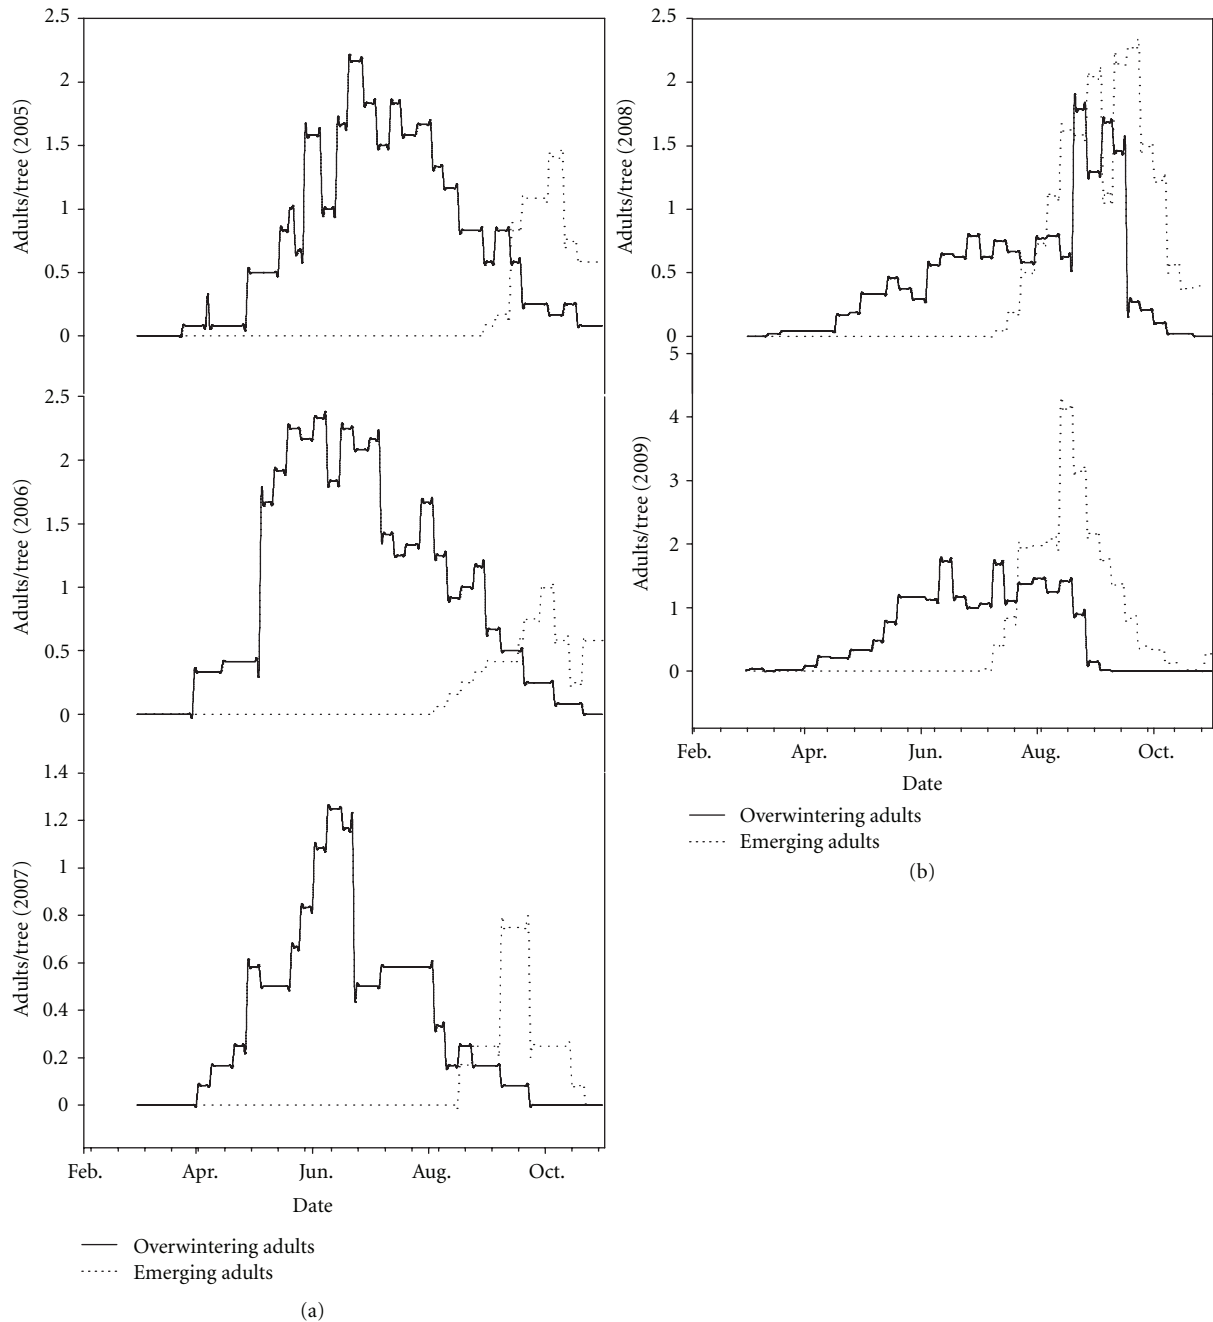 2.5
2
1.5
1
0.5
0
Adults/tree (2005)
2.5
2
1.5
1
0.5
0
Adults/tree (2006)
1.4
1.2
1
0.8
0.6
0.4
0.2
0
Adults/tree (2007)
Feb. Apr. Jun. Aug. Oct.
Date
Overwintering adults
Emerging adults
(a)
2.5
2
1.5
1
0.5
0
Adults/tree (2008)
5
4
3
2
1
0
Adults/tree (2009)
Feb. Apr. Jun. Aug. Oct.
Date
Overwintering adults
Emerging adults
(b)